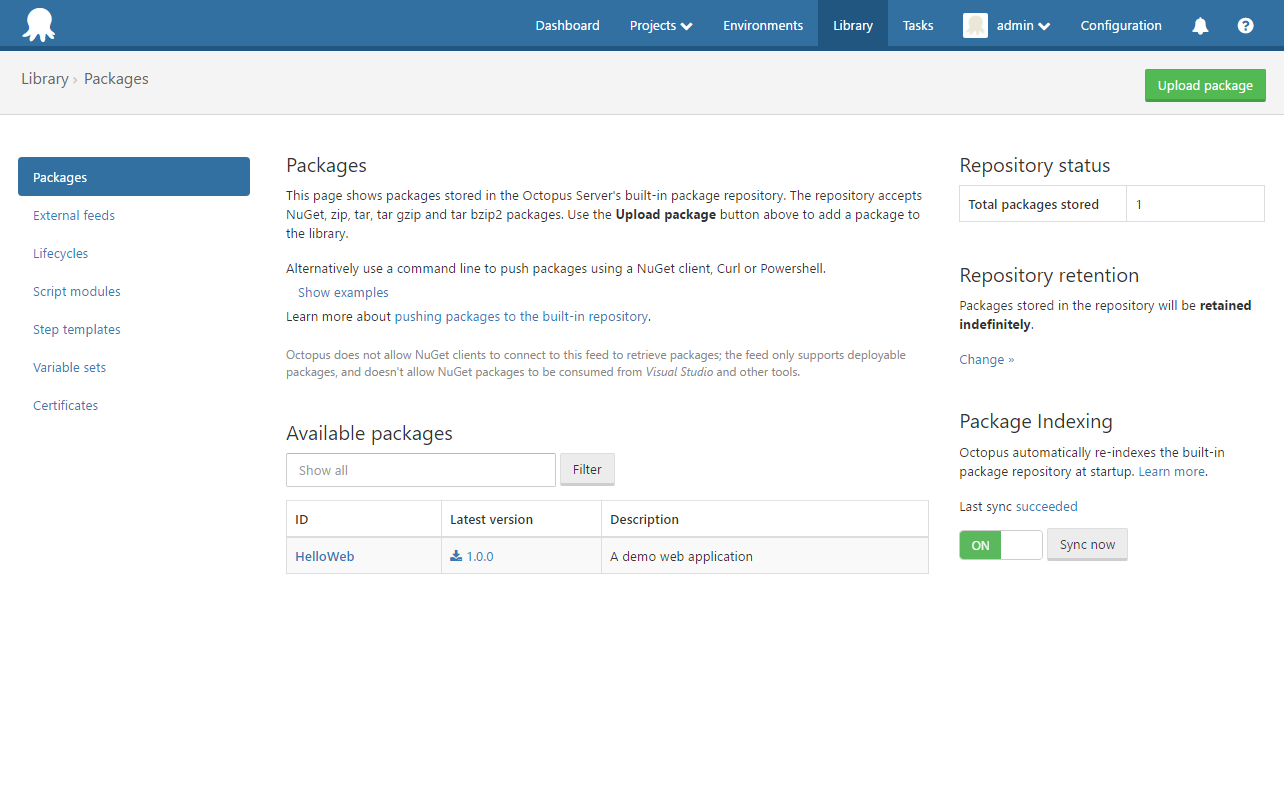 Dashboard Projects Environments Library Tasks admin Configuration
Library › Packages
Upload package
Packages
External feeds
Lifecycles
Script modules
Step templates
Variable sets
Certificates
Packages
This page shows packages stored in the Octopus Server's built-in package repository. The repository accepts
NuGet, zip, tar, tar gzip and tar bzip2 packages. Use the Upload package button above to add a package to
the library.
Alternatively use a command line to push packages using a NuGet client, Curl or Powershell.
Show examples
Learn more about pushing packages to the built-in repository.
Octopus does not allow NuGet clients to connect to this feed to retrieve packages; the feed only supports deployable
packages, and doesn't allow NuGet packages to be consumed from Visual Studio and other tools.
Available packages
Show all Filter
ID Latest version Description
HelloWeb 1.0.0 A demo web application
Repository status
Total packages stored 1
Repository retention
Packages stored in the repository will be retained
indefinitely.
Change »
Package Indexing
Octopus automatically re-indexes the built-in
package repository at startup. Learn more.
Last sync succeeded
ON Sync now